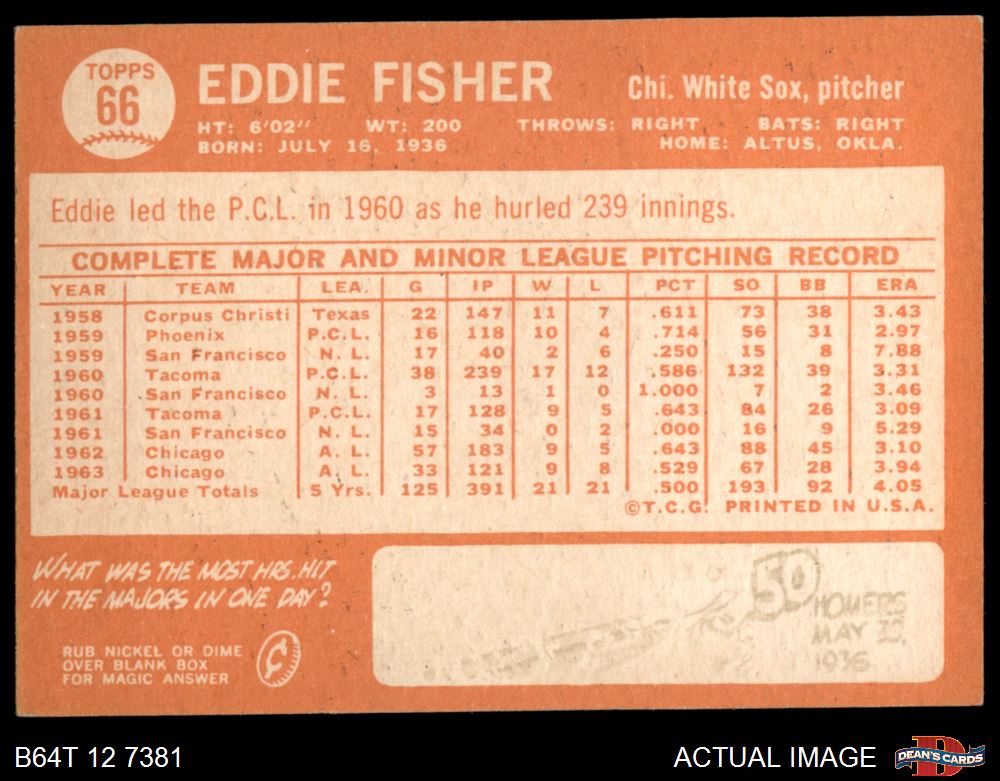 TOPPS
66
EDDIE FISHER
Chi. White Sox, pitcher
HT: 6'02" WT: 200 THROWS: RIGHT BATS: RIGHT
BORN: JULY 16, 1936 HOME: ALTUS, OKLA.
Eddie led the P.C.L. in 1960 as he hurled 239 innings.
COMPLETE MAJOR AND MINOR LEAGUE PITCHING RECORD
YEAR TEAM LEA. G IP W L PCT SO BB ERA
1958 Corpus Christi Texas 22 147 11 7 .611 73 38 3.43
1959 Phoenix P.C.L. 16 118 10 4 .714 56 31 2.97
1959 San Francisco N. L. 17 40 2 6 .250 15 8 7.88
1960 Tacoma P.C.L. 38 239 17 12 .586 132 39 3.31
1960 San Francisco N. L. 3 13 1 0 1.000 7 2 3.46
1961 Tacoma P.C.L. 17 128 9 5 .643 84 26 3.09
1961 San Francisco N. L. 15 34 0 2 .000 16 9 5.29
1962 Chicago A. L. 57 183 9 5 .643 88 45 3.10
1963 Chicago A. L. 33 121 9 8 .529 67 28 3.94
Major League Totals 5 Yrs. 125 391 21 21 .500 193 92 4.05
©T.C.G. PRINTED IN U.S.A.
WHAT WAS THE MOST HRS. HIT
IN THE MAJORS IN ONE DAY?
RUB NICKEL OR DIME
OVER BLANK BOX
FOR MAGIC ANSWER
50
HOMERS
MAY
1936
B64T 12 7381
ACTUAL IMAGE
DEAN'S CARDS